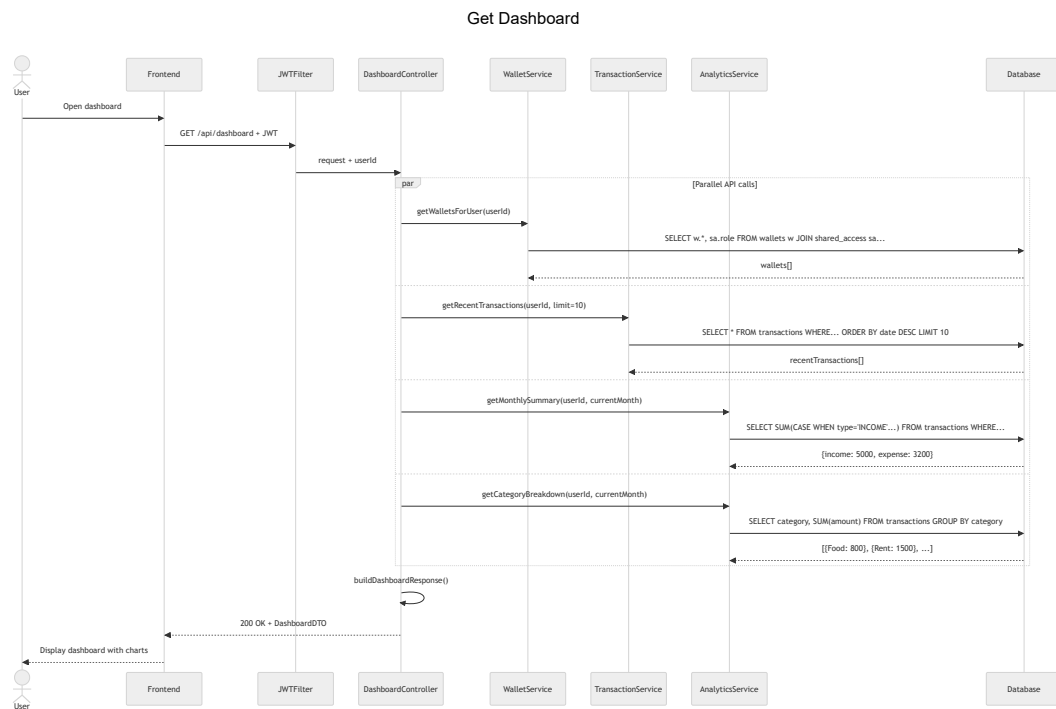 Get Dashboard
User
Frontend
JWTFilter
DashboardController
WalletService
TransactionService
AnalyticsService
Database
Open dashboard
GET /api/dashboard + JWT
request + userId
par
[Parallel API calls]
getWalletsForUser(userId)
SELECT w.*, sa.role FROM wallets w JOIN shared_access sa...
wallets[]
getRecentTransactions(userId, limit=10)
SELECT * FROM transactions WHERE... ORDER BY date DESC LIMIT 10
recentTransactions[]
getMonthlySummary(userId, currentMonth)
SELECT SUM(CASE WHEN type='INCOME'...) FROM transactions WHERE...
{income: 5000, expense: 3200}
getCategoryBreakdown(userId, currentMonth)
SELECT category, SUM(amount) FROM transactions GROUP BY category
[{Food: 800}, {Rent: 1500}, ...]
buildDashboardResponse()
200 OK + DashboardDTO
Display dashboard with charts
User
Frontend
JWTFilter
DashboardController
WalletService
TransactionService
AnalyticsService
Database